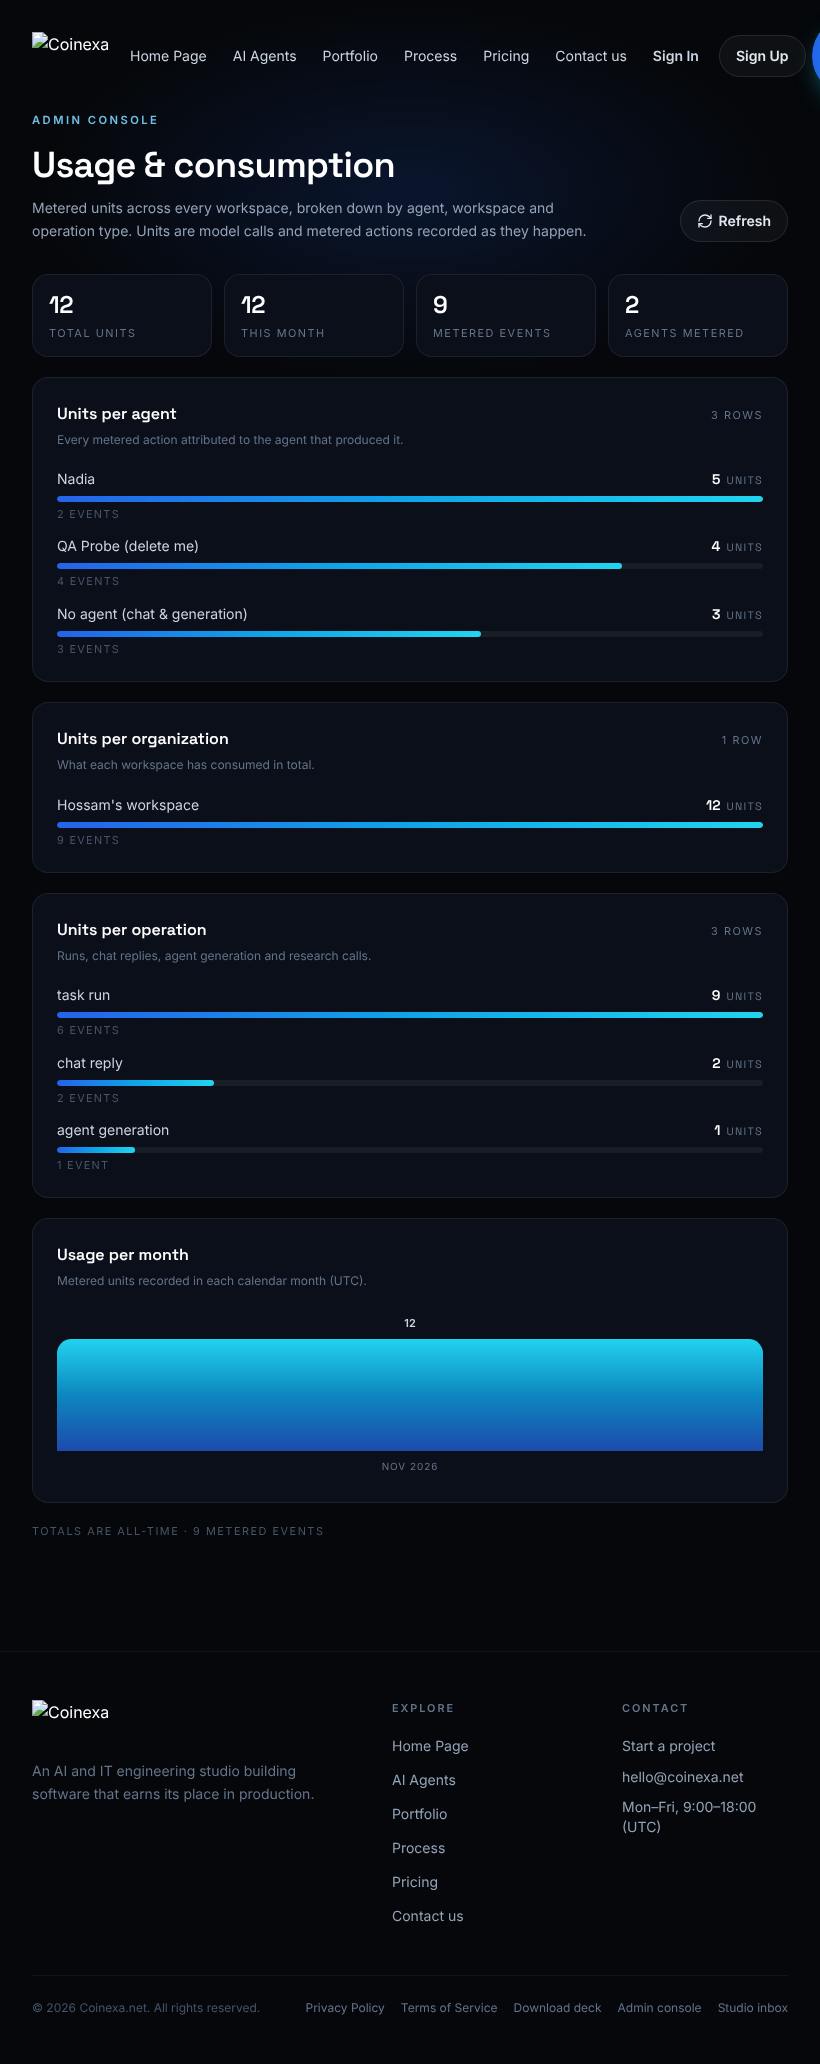 Coinexa
Home Page AI Agents Portfolio Process Pricing Contact us Sign In Sign Up
ADMIN CONSOLE
Usage & consumption
Metered units across every workspace, broken down by agent, workspace and
operation type. Units are model calls and metered actions recorded as they happen.
Refresh
12
TOTAL UNITS
12
THIS MONTH
9
METERED EVENTS
2
AGENTS METERED
Units per agent
3 ROWS
Every metered action attributed to the agent that produced it.
Nadia
5 UNITS
2 EVENTS
QA Probe (delete me)
4 UNITS
4 EVENTS
No agent (chat & generation)
3 UNITS
3 EVENTS
Units per organization
1 ROW
What each workspace has consumed in total.
Hossam's workspace
12 UNITS
9 EVENTS
Units per operation
3 ROWS
Runs, chat replies, agent generation and research calls.
task run
9 UNITS
6 EVENTS
chat reply
2 UNITS
2 EVENTS
agent generation
1 UNITS
1 EVENT
Usage per month
Metered units recorded in each calendar month (UTC).
12
NOV 2026
TOTALS ARE ALL-TIME · 9 METERED EVENTS
Coinexa
An AI and IT engineering studio building
software that earns its place in production.
EXPLORE
Home Page
AI Agents
Portfolio
Process
Pricing
Contact us
CONTACT
Start a project
hello@coinexa.net
Mon–Fri, 9:00–18:00
(UTC)
© 2026 Coinexa.net. All rights reserved.
Privacy Policy Terms of Service Download deck Admin console Studio inbox